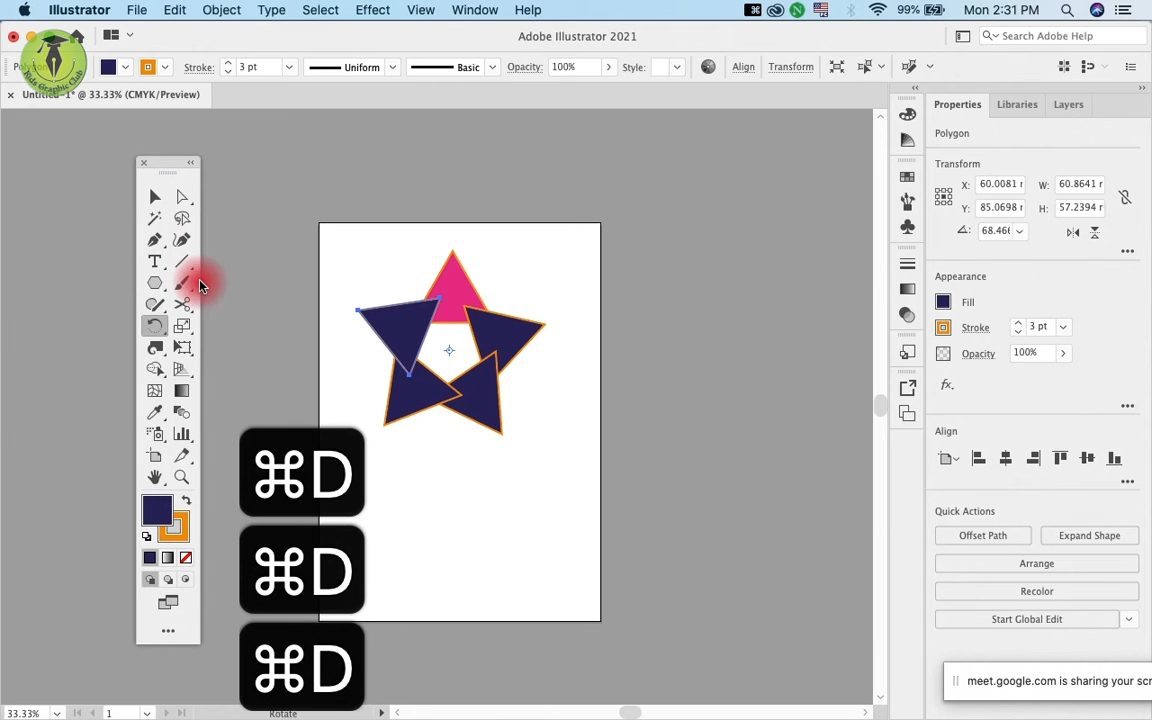 Illustrator File Edit Object Type Select Effect View Window Help 99% Mon 2:31 PM
Adobe Illustrator 2021 Search Adobe Help
Ride Graphic Club
Stroke: 3 pt Uniform Basic Opacity: 100% Style: Align Transform
Untitled-1* @ 33.33% (CMYK/Preview)
Properties Libraries Layers
Polygon
Transform
X: 60.0081 W: 60.8641
Y: 85.0698 H: 57.2394
68.46
Appearance
Fill
Stroke 3 pt
Opacity 100%
fx.
Align
Quick Actions
Offset Path Expand Shape
Arrange
Recolor
Start Global Edit
⌘D
⌘D
⌘D
meet.google.com is sharing your scr
33.33% 1 Rotate